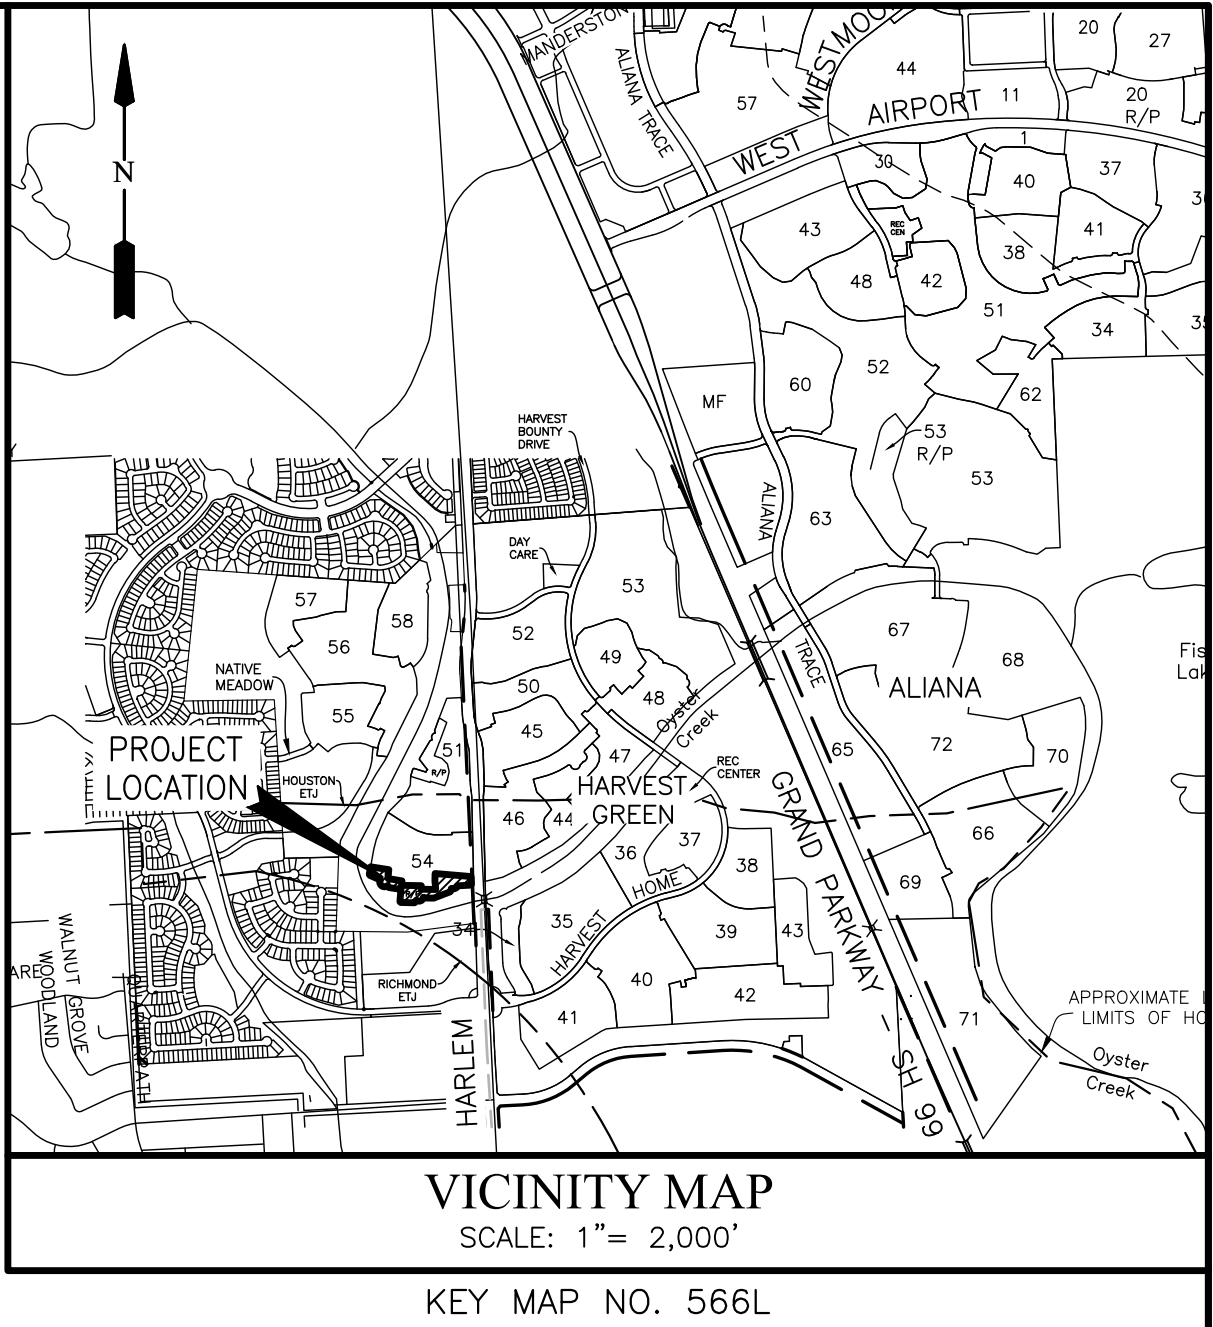 MANDERSTON
WESTMOO
20
27
44
ALIANA TRACE
57
AIRPORT
11
20
R/P
WEST
1
30
40
37
N
REC
CEN
43
41
38
48
42
51
34
52
60
62
MF
HARVEST
BOUNTY
DRIVE
53
R/P
53
ALIANA
63
DAY
CARE
53
57
58
52
56
67
49
TRACE
68
Fis
Lak
NATIVE
MEADOW
50
48
ALIANA
Oyster
Creek
55
45
51
R/P
47
65
72
70
PROJECT
LOCATION
HOUSTON
ETJ
REC
CENTER
HARVEST
GREEN
46
44
GRAND PARKWAY - SH 99
37
66
54
36
38
R/P
HOME
69
34
35
HARVEST
39
43
WALNUT GROVE
WOODLAND
ARE
RICHMOND
ETJ
40
42
41
APPROXIMATE
LIMITS OF HO
71
HARLEM
Oyster
Creek
VICINITY MAP
SCALE: 1"= 2,000'
KEY MAP NO. 566L